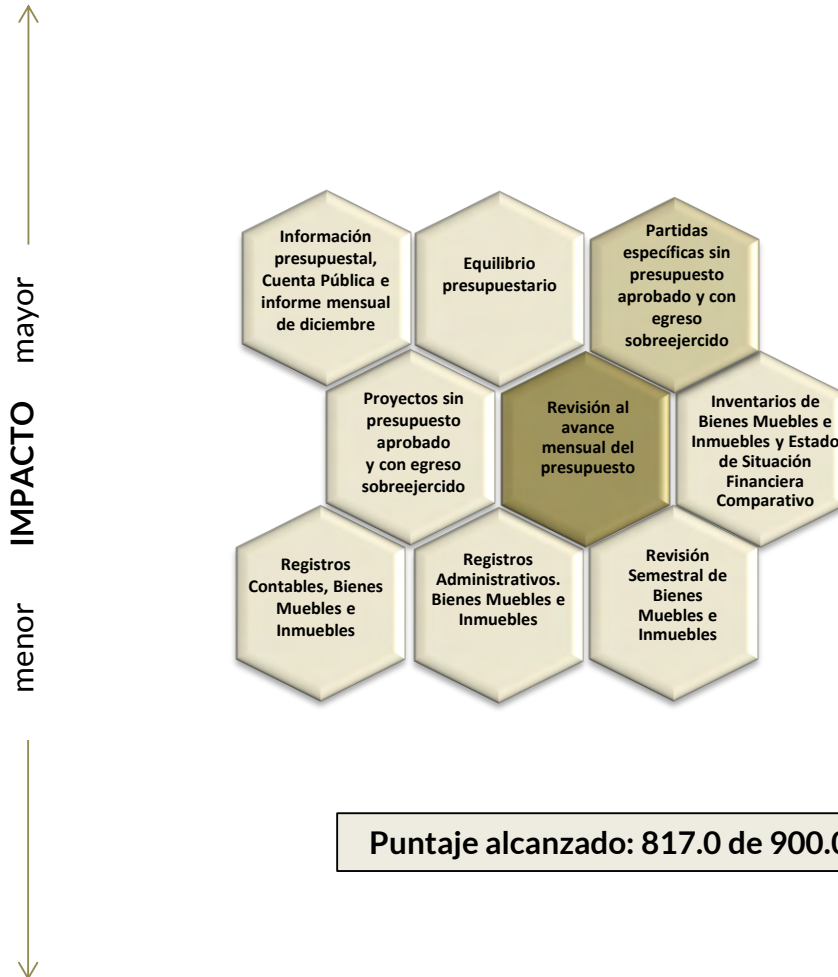 mayor
IMPACTO
menor
Información
presupuestal,
Cuenta Pública e
informe mensual
de diciembre
Equilibrio
presupuestario
Partidas
específicas sin
presupuesto
aprobado y con
egreso
sobreejercido
Proyectos sin
presupuesto
aprobado
y con egreso
sobreejercido
Revisión al
avance
mensual del
presupuesto
Inventarios de
Bienes Muebles e
Inmuebles y Estado
de Situación
Financiera
Comparativo
Registros
Contables, Bienes
Muebles e
Inmuebles
Registros
Administrativos.
Bienes Muebles e
Inmuebles
Revisión
Semestral de
Bienes
Muebles e
Inmuebles
Puntaje alcanzado: 817.0 de 900.0